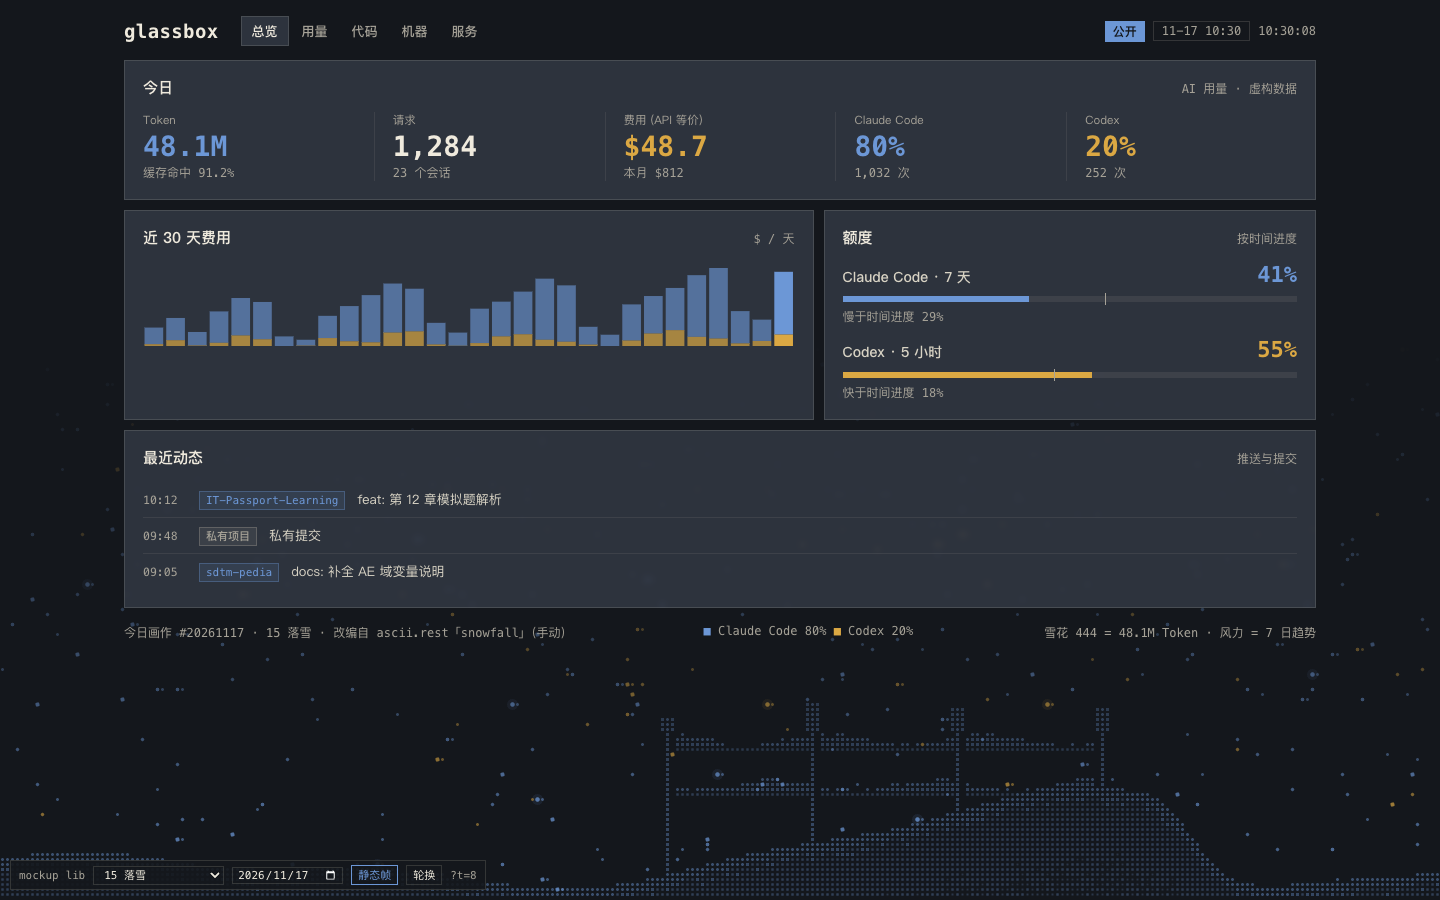 glassbox 总览 用量 代码 机器 服务 公开 11-17 10:30 10:30:08
今日 AI 用量 · 虚构数据
Token 请求 费用 (API 等价) Claude Code Codex
48.1M 1,284 $48.7 80% 20%
缓存命中 91.2% 23 个会话 本月 $812 1,032 次 252 次
近 30 天费用 $ / 天
额度 按时间进度
Claude Code · 7 天 41%
慢于时间进度 29%
Codex · 5 小时 55%
快于时间进度 18%
最近动态 推送与提交
10:12 IT-Passport-Learning feat: 第 12 章模拟题解析
09:48 私有项目 私有提交
09:05 sdtm-pedia docs: 补全 AE 域变量说明
今日画作 #20261117 · 15 落雪 · 改编自 ascii.rest「snowfall」(手动) Claude Code 80% Codex 20% 雪花 444 = 48.1M Token · 风力 = 7 日趋势
mockup lib 15 落雪 2026/11/17 静态帧 轮换 ?t=8